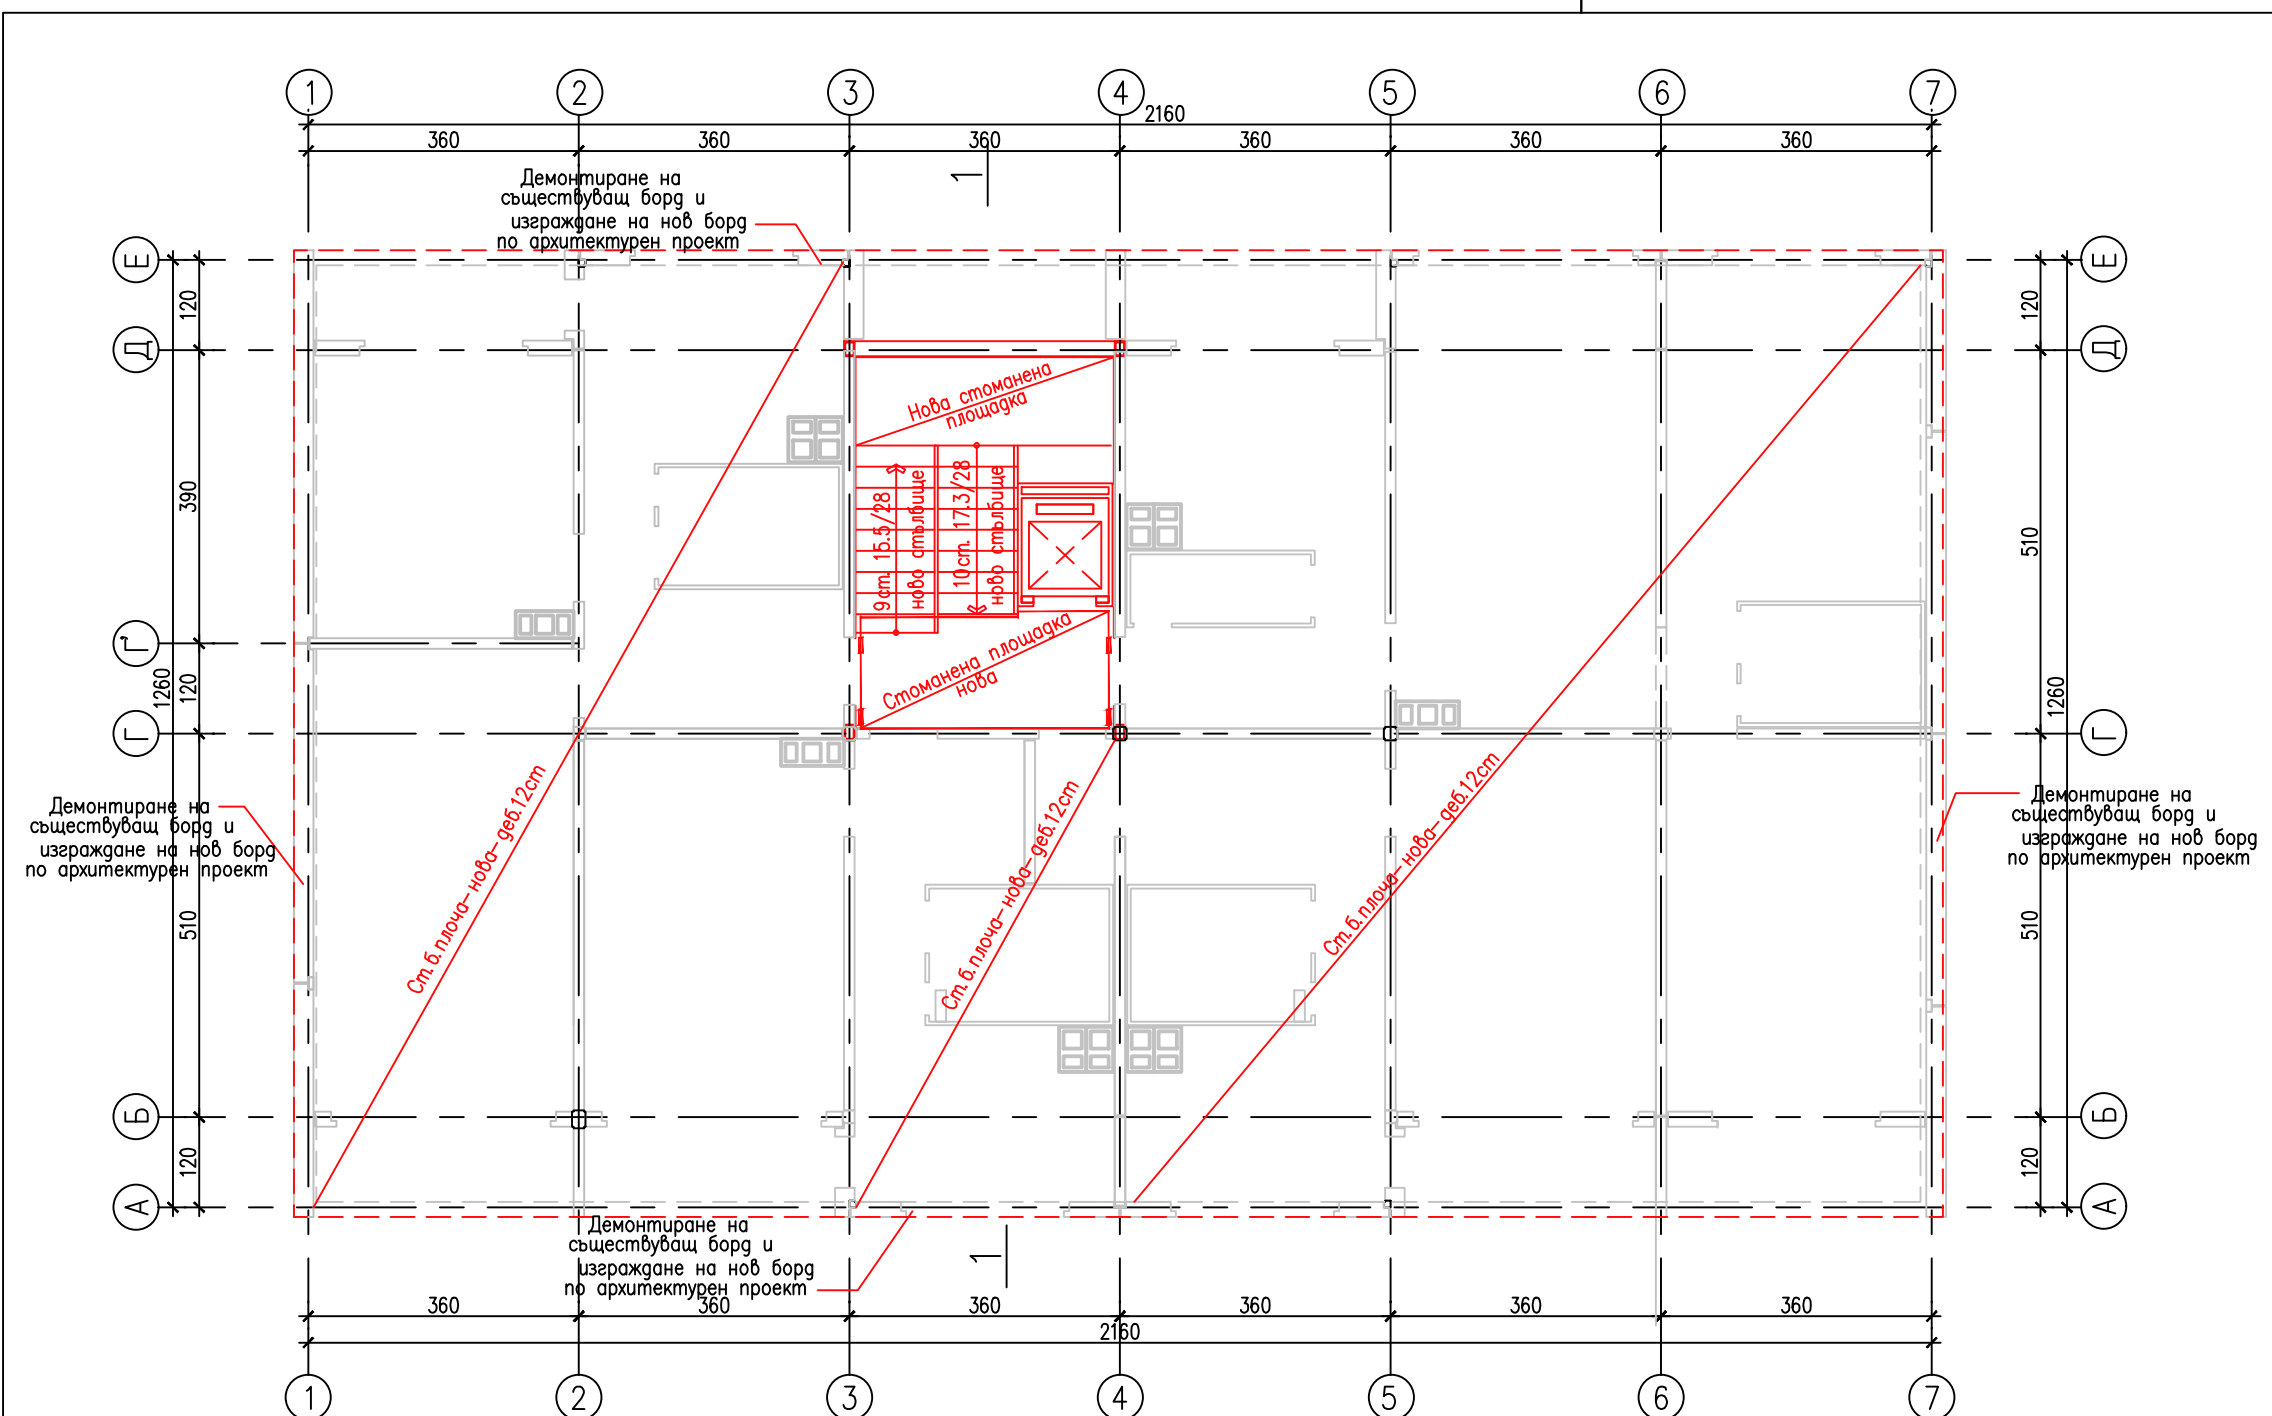 1 2 3 4 5 6 7
2160
360 360 360 360 360 360
1
Демонтиране на
съществуващ борд и
изграждане на нов борд
по архитектурен проект
Е
Е
120
120
Д
Д
Нова стоманена
площадка
390
510
9ст. 15.5/28
ново стълбище
10ст. 17.3/28
ново стълбище
Г'
1260
120
Стоманена площадка
нова
1260
Г
Г
Демонтиране на
съществуващ борд и
изграждане на нов борд
по архитектурен проект
Ст.б.плоча-нова-деб.12cm
Ст.б.плоча-нова-деб.12cm
Ст.б.плоча-нова-деб.12cm
Демонтиране на
съществуващ борд и
изграждане на нов борд
по архитектурен проект
510
510
Б
Б
120
120
А
А
Демонтиране на
съществуващ борд и
изграждане на нов борд
по архитектурен проект
1
360 360 360 360 360 360
2160
1 2 3 4 5 6 7